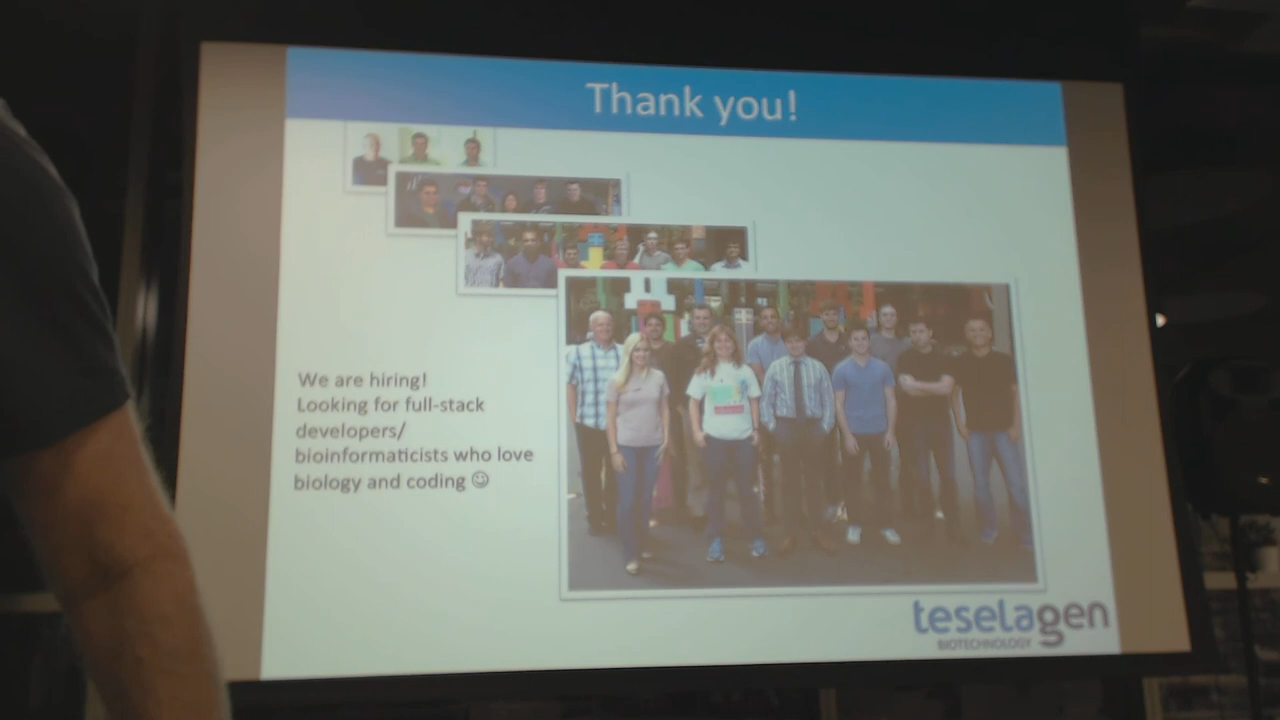 Thank you!
We are hiring!
Looking for full-stack
developers/
bioinformaticists who love
biology and coding ☺
teselagen
BIOTECHNOLOGY